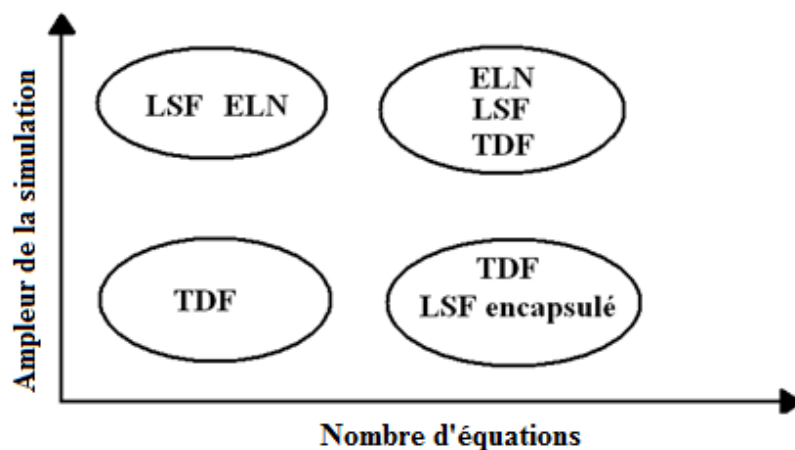 Ampleur de la simulation
LSF ELN
ELN
LSF
TDF
TDF
TDF
LSF encapsulé
Nombre d'équations